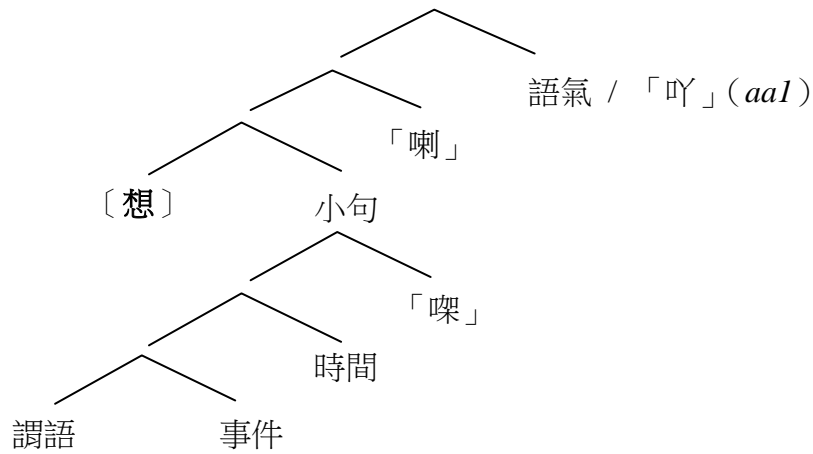 語氣 / 「吖」(aa1)
「喇」
〔想〕
小句
「㗎」
時間
謂語
事件